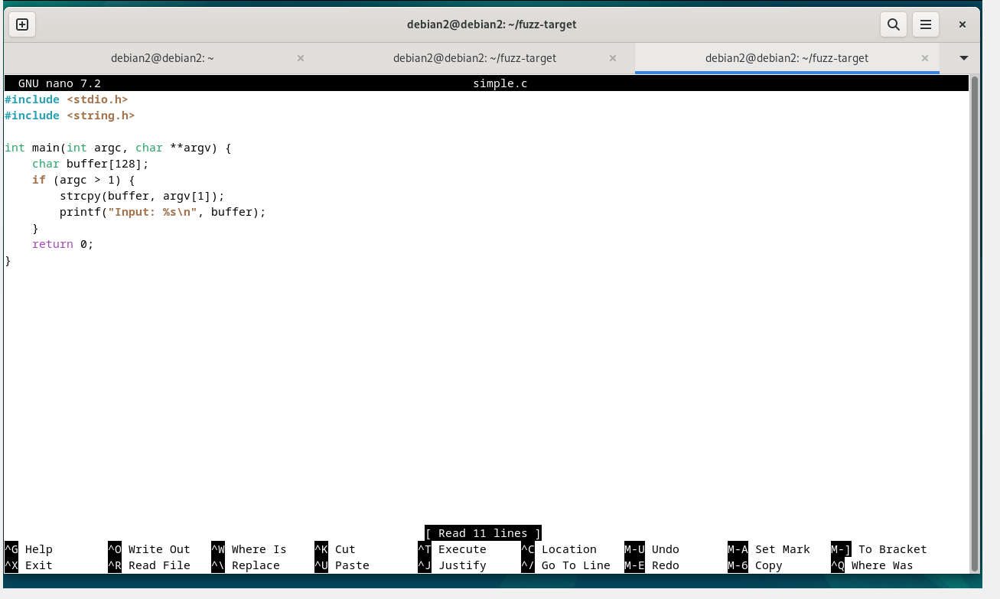 debian2@debian2: ~/fuzz-target
debian2@debian2: ~ debian2@debian2: ~/fuzz-target debian2@debian2: ~/fuzz-target
GNU nano 7.2 simple.c
#include <stdio.h>
#include <string.h>
int main(int argc, char **argv) {
    char buffer[128];
    if (argc > 1) {
        strcpy(buffer, argv[1]);
        printf("Input: %s\n", buffer);
    }
    return 0;
}
[ Read 11 lines ]
^G Help ^O Write Out ^W Where Is ^K Cut ^T Execute ^C Location M-U Undo M-A Set Mark M-] To Bracket
^X Exit ^R Read File ^\ Replace ^U Paste ^J Justify ^/ Go To Line M-E Redo M-6 Copy ^Q Where Was